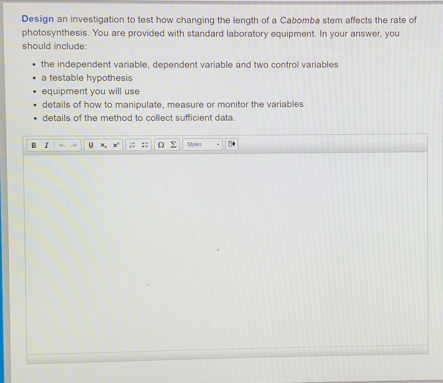 Design an investigation to test how changing the length of a Cabomba stem affects the rate of
photosynthesis. You are provided with standard laboratory equipment. In your answer, you
should include:
• the independent variable, dependent variable and two control variables
• a testable hypothesis
• equipment you will use
• details of how to manipulate, measure or monitor the variables
• details of the method to collect sufficient data.
B I U x₂ x² Ω Σ Styles